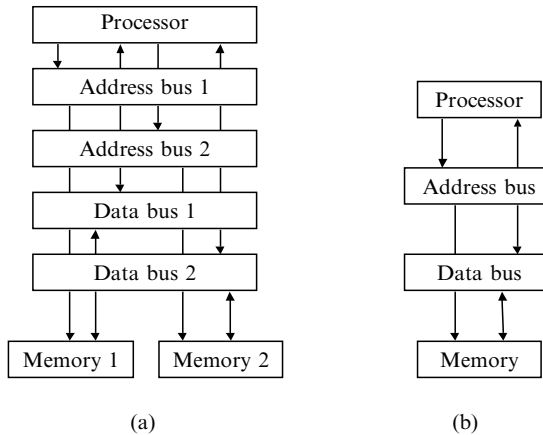 Processor
Address bus 1
Address bus 2
Data bus 1
Data bus 2
Memory 1
Memory 2
(a)
Processor
Address bus
Data bus
Memory
(b)